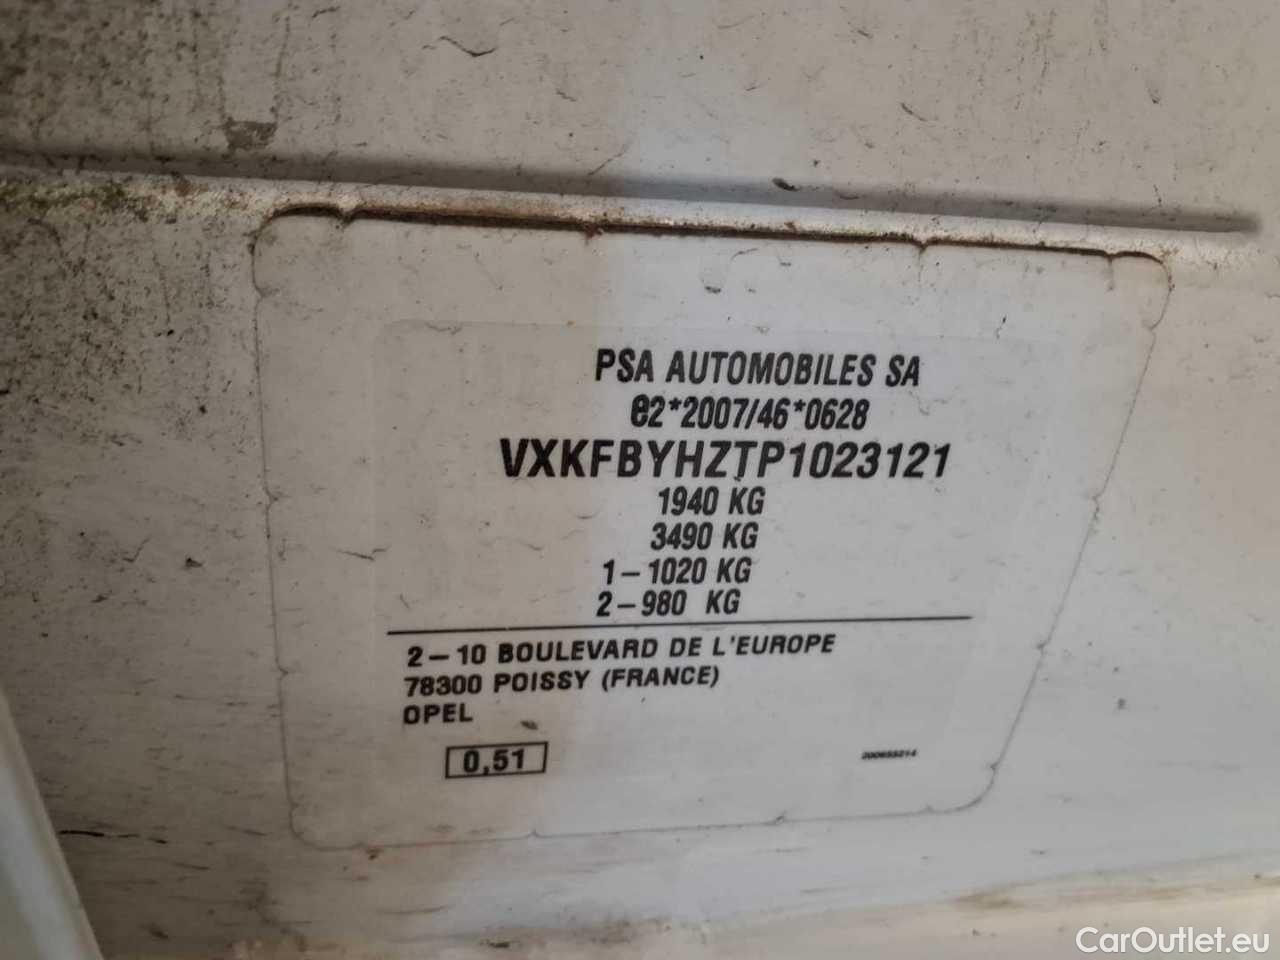 PSA AUTOMOBILES SA
e2*2007/46*0628
VXKFBYHZTP1023121
1940 KG
3490 KG
1-1020 KG
2-980 KG
2-10 BOULEVARD DE L'EUROPE
78300 POISSY (FRANCE)
OPEL
0,51
CarOutlet.eu